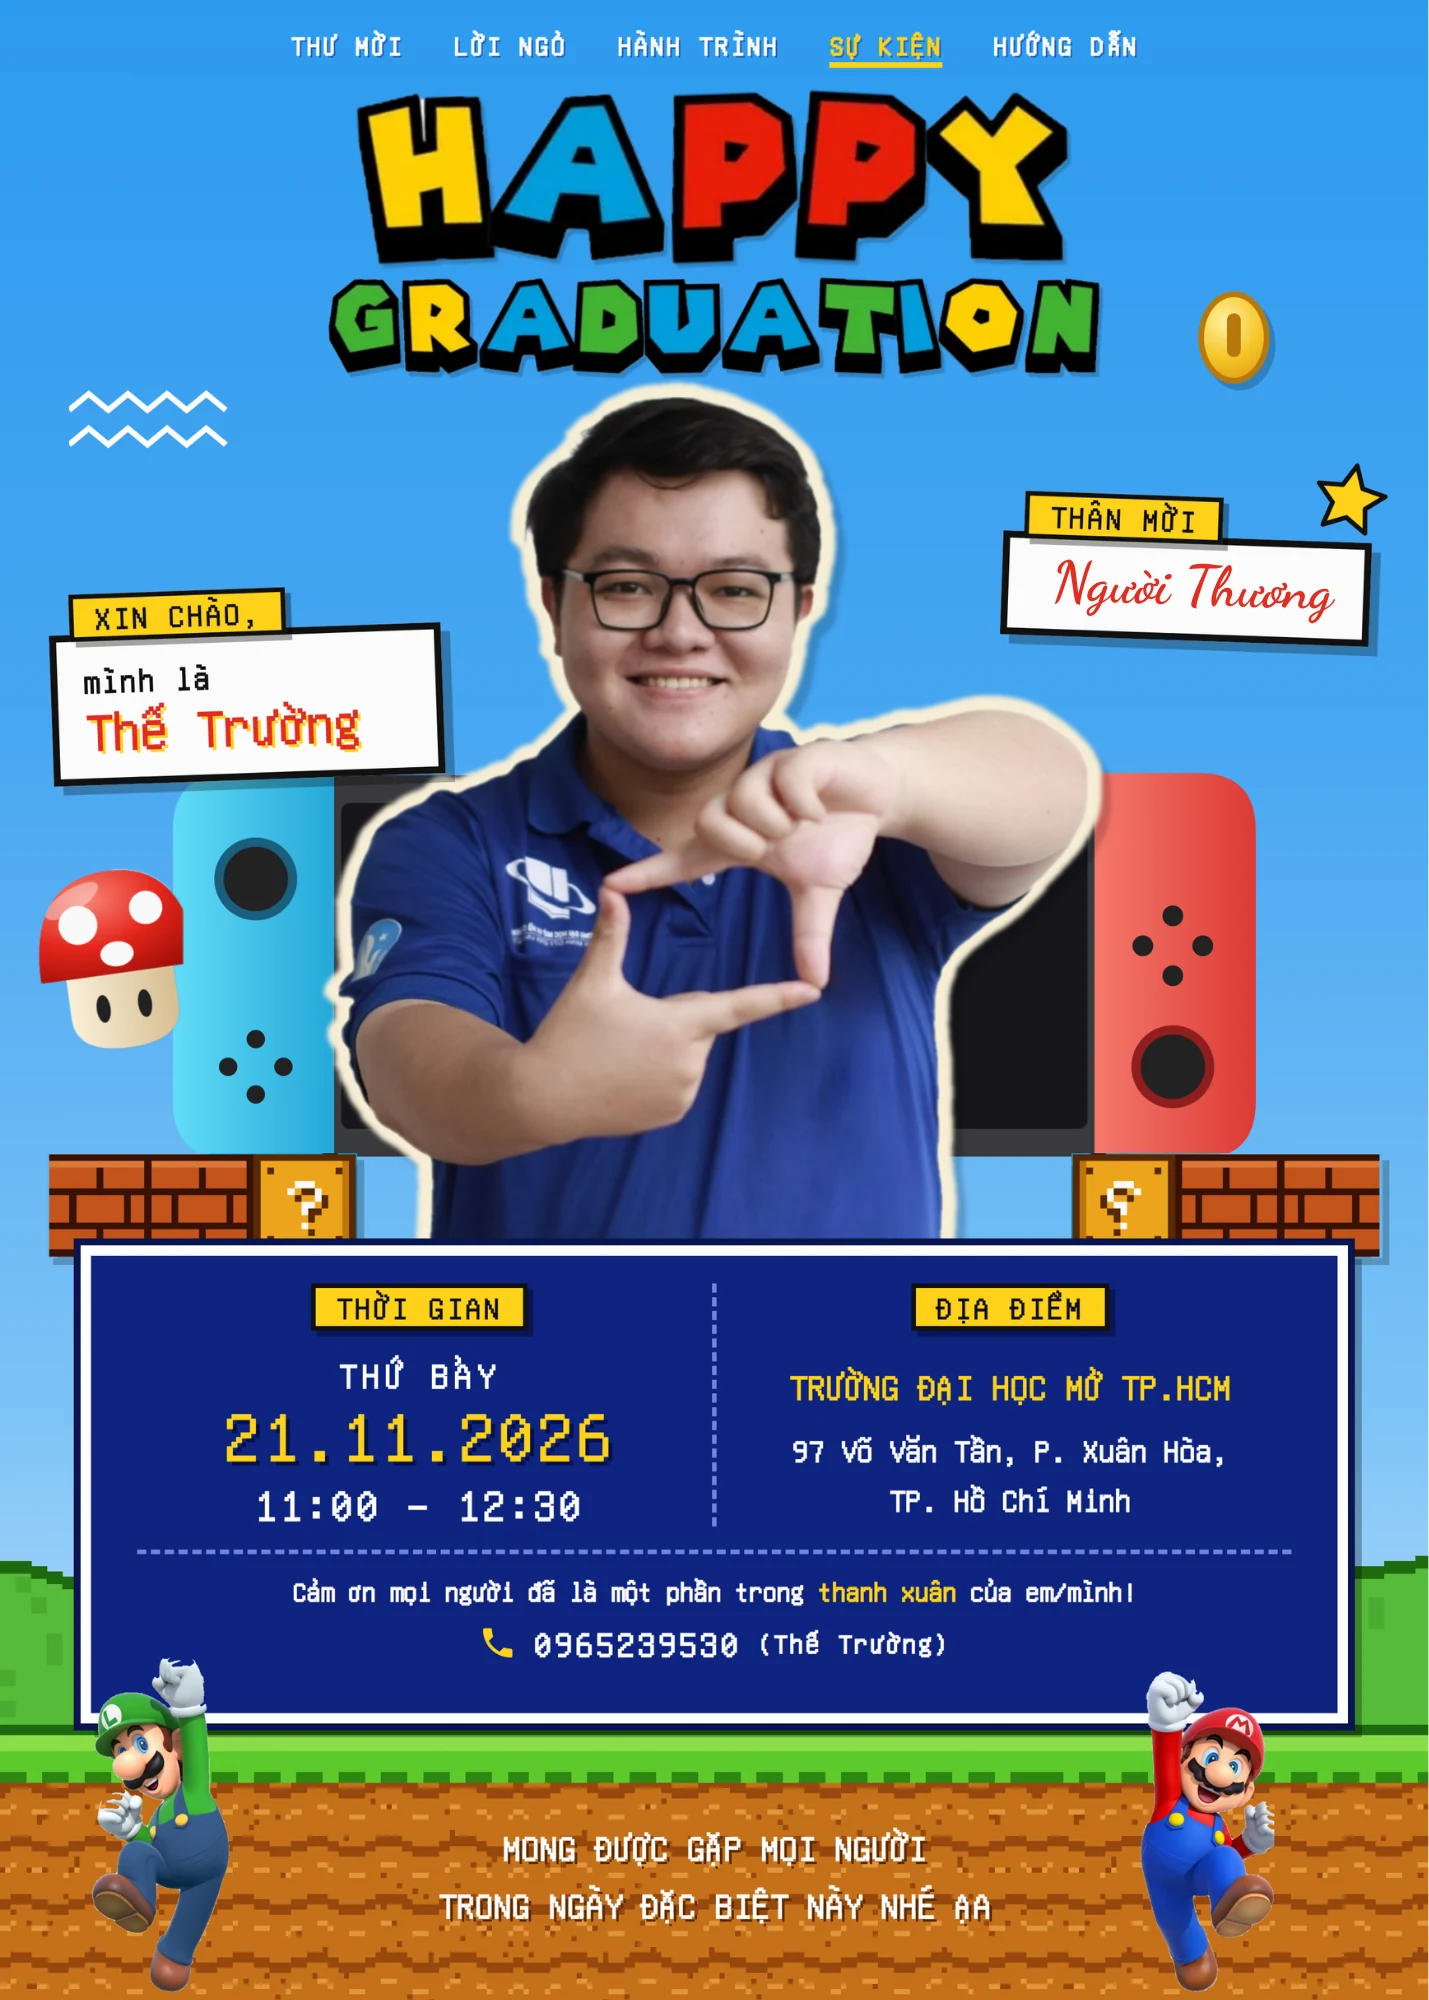 THƯ MỜI LỜI NGỎ HÀNH TRÌNH SỰ KIỆN HƯỚNG DẪN
HAPPY
GRADUATION
THÂN MỜI
Người Thương
XIN CHÀO,
mình là
Thế Trường
THỜI GIAN
THỨ BẢY
21.11.2026
11:00 - 12:30
ĐỊA ĐIỂM
TRƯỜNG ĐẠI HỌC MỞ TP.HCM
97 Võ Văn Tần, P. Xuân Hòa,
TP. Hồ Chí Minh
Cảm ơn mọi người đã là một phần trong thanh xuân của em/mình!
0965239530 (Thế Trường)
MONG ĐƯỢC GẶP MỌI NGƯỜI
TRONG NGÀY ĐẶC BIỆT NÀY NHÉ ẠA